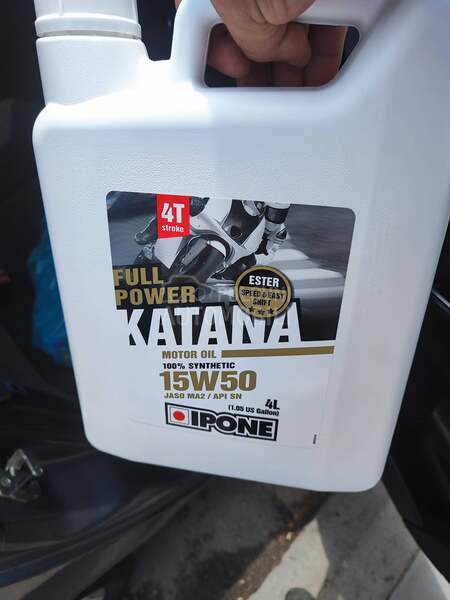 4T
stroke
FULL
POWER
ESTER
SPEED & EASY
SHIFT
KATANA
MOTOR OIL
100% SYNTHETIC
15W50
JASO MA2 / API SN
4L
(1.05 US Gallon)
IPONE